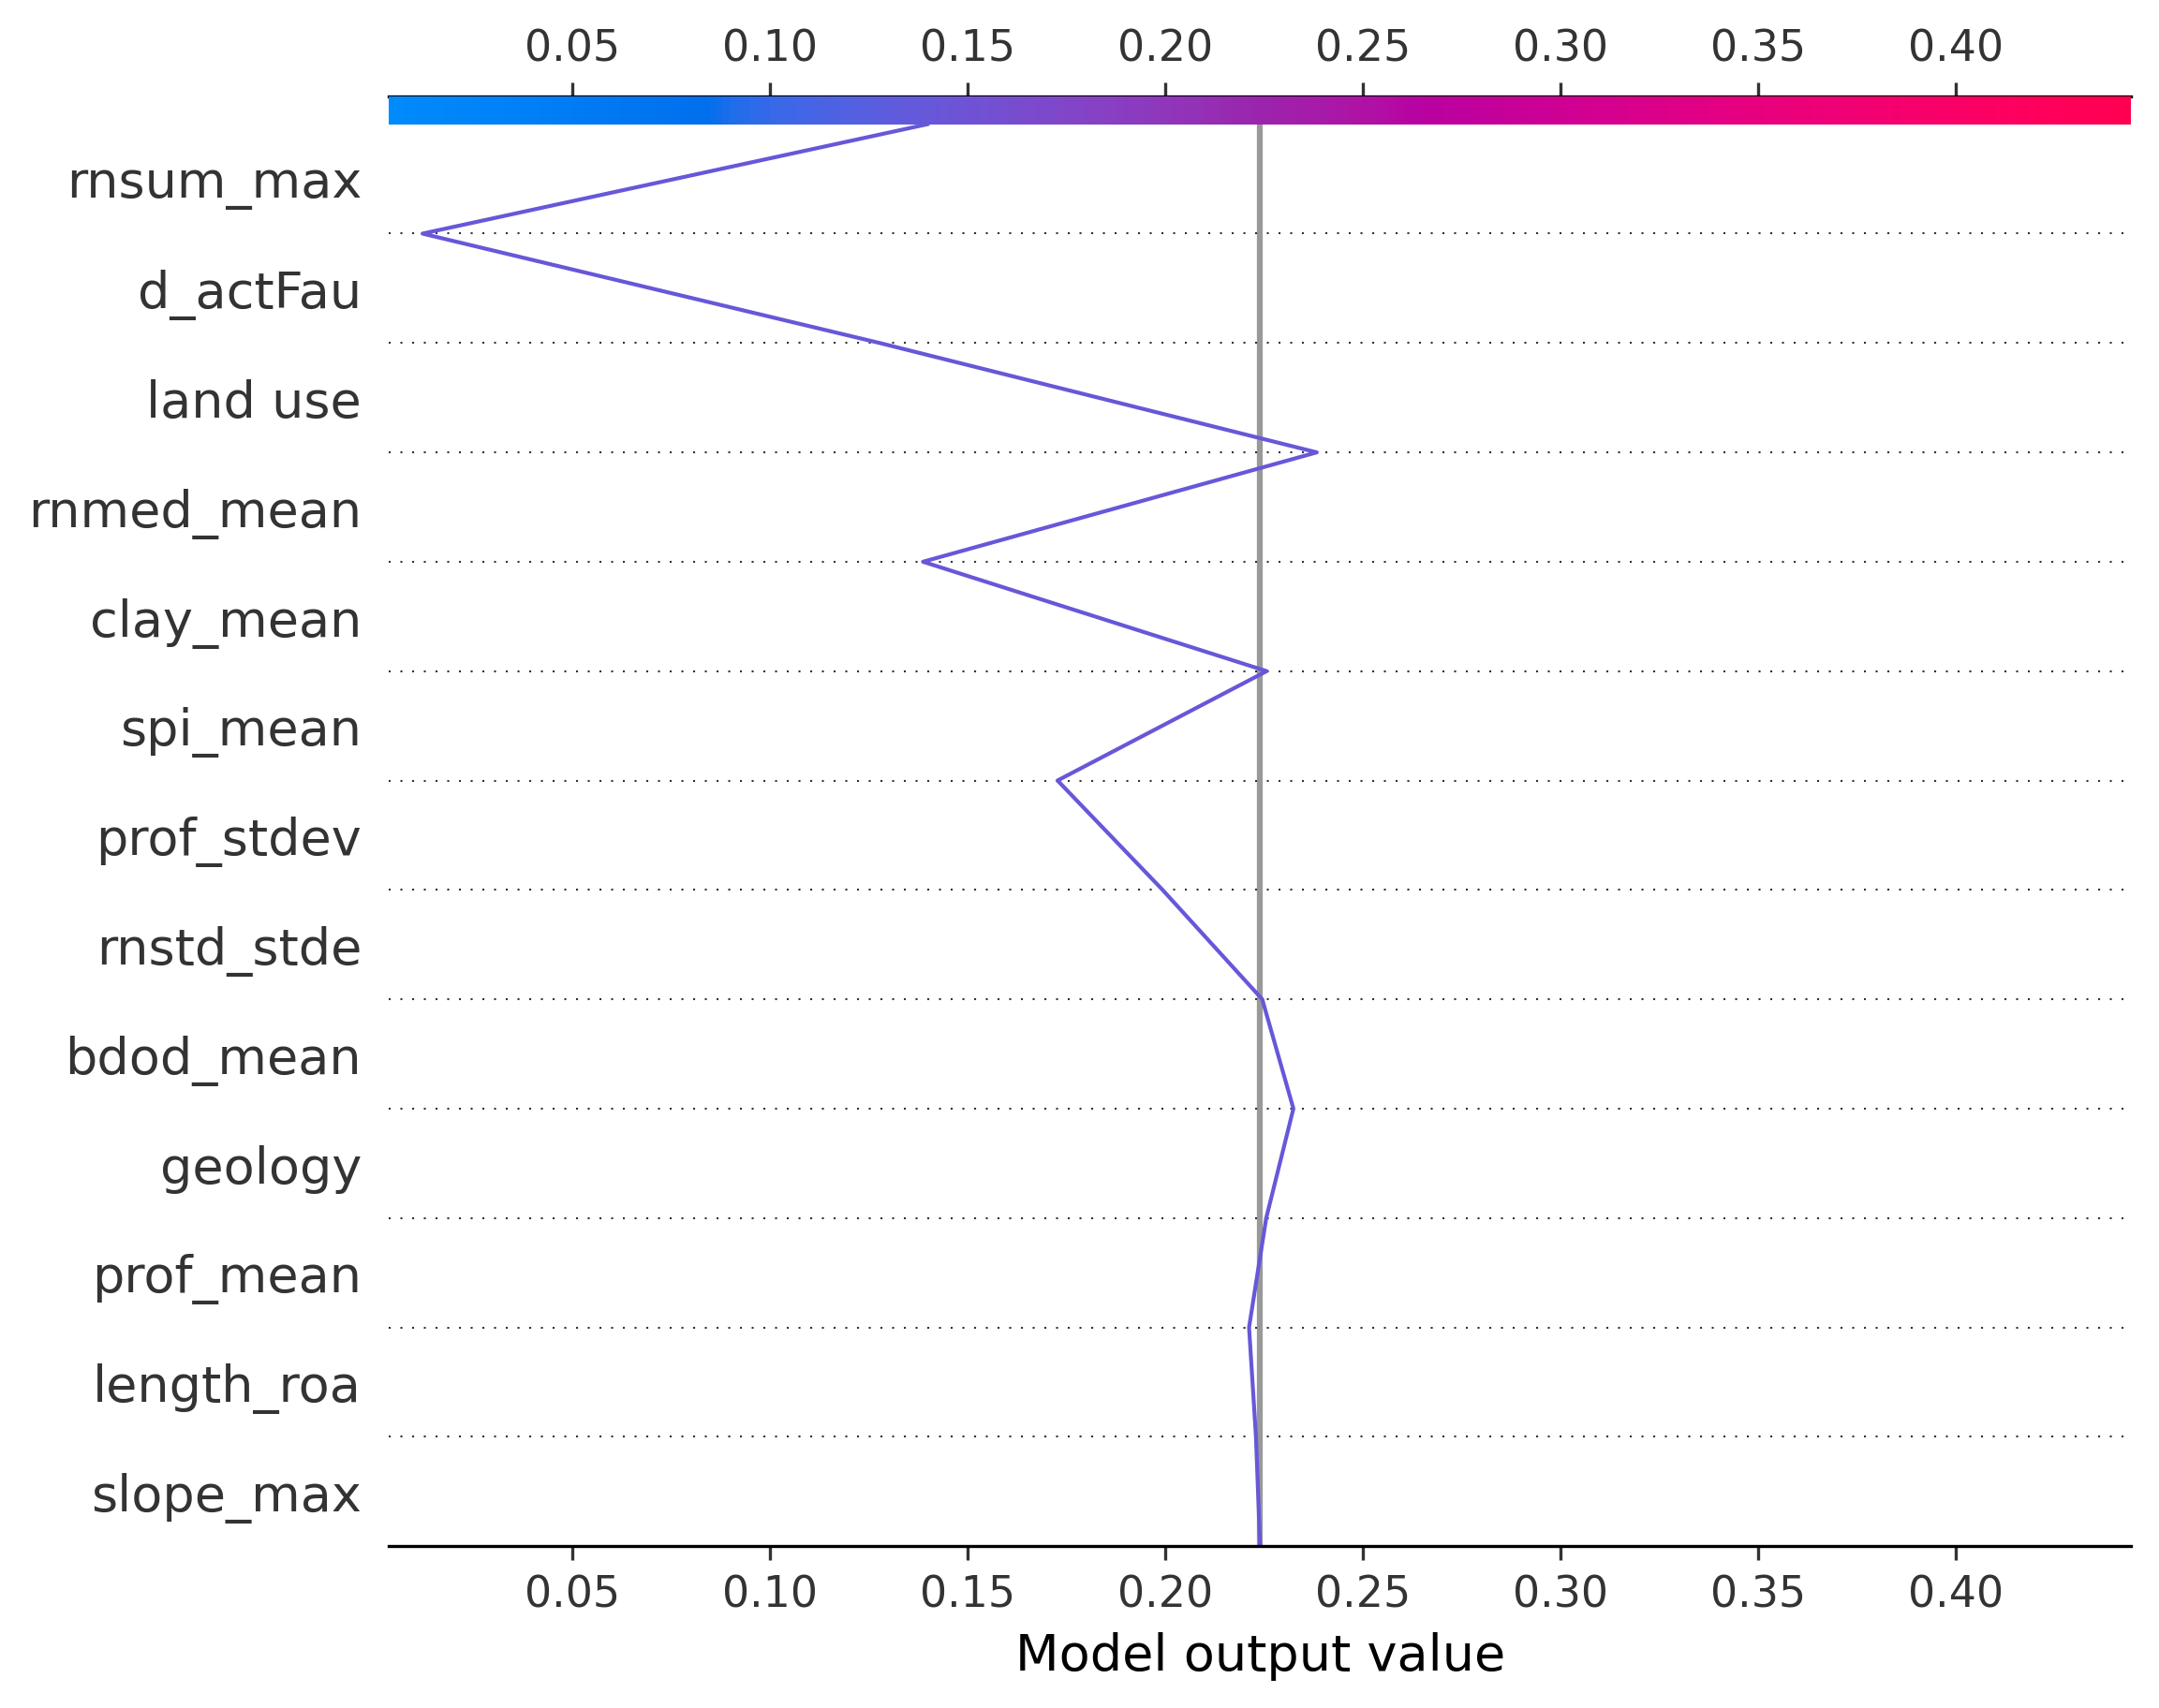 0.05 0.10 0.15 0.20 0.25 0.30 0.35 0.40
rnsum_max
d_actFau
land use
rnmed_mean
clay_mean
spi_mean
prof_stdev
rnstd_stde
bdod_mean
geology
prof_mean
length_roa
slope_max
0.05 0.10 0.15 0.20 0.25 0.30 0.35 0.40
Model output value